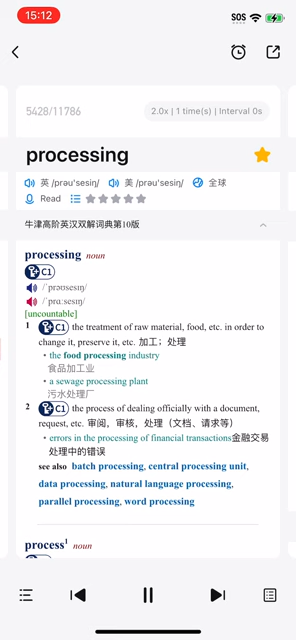 15:12
SOS
5428/11786
2.0x | 1 time(s) | Interval 0s
processing
英 /prəu'sesiŋ/ 美 /prəu'sesiŋ/ 全球
Read
牛津高阶英汉双解词典第10版
processing noun
C1
/ˈprəʊsesɪŋ/
/ˈprɑːsesɪŋ/
[uncountable]
1 C1 the treatment of raw material, food, etc. in order to
change it, preserve it, etc. 加工；处理
• the food processing industry
食品加工业
• a sewage processing plant
污水处理厂
2 C1 the process of dealing officially with a document,
request, etc. 审阅，审核，处理（文档、请求等）
• errors in the processing of financial transactions金融交易
处理中的错误
see also batch processing, central processing unit,
data processing, natural language processing,
parallel processing, word processing
process1 noun